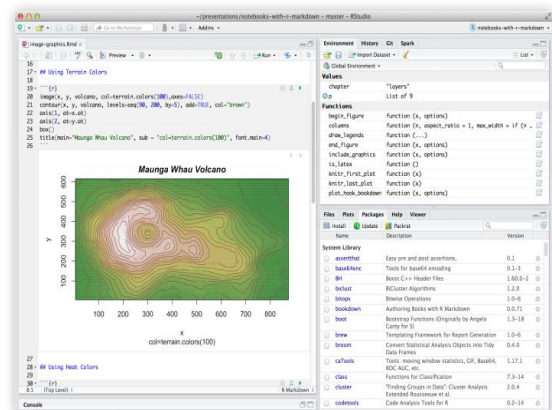 ~/presentations/notebooks-with-r-markdown - master - RStudio
Go to file/function
Addins
notebooks-with-r-markdown
image-graphics.Rmd
Preview
Run
16
17 ## Using Terrain Colors
18
19 ```{r}
20 image(x, y, volcano, col=terrain.colors(100),axes=FALSE)
21 contour(x, y, volcano, levels=seq(90, 200, by=5), add=TRUE, col="brown")
22 axis(1, at=x.at)
23 axis(2, at=y.at)
24 box()
25 title(main="Maunga Whau Volcano", sub = "col=terrain.colors(100)", font.main=4)
26 ```
Maunga Whau Volcano
600
500
400
300
200
100
y
100 200 300 400 500 600 700 800
x
col=terrain.colors(100)
27
28 ## Using Heat Colors
29
30 ```{r}
8:1 (Top Level)
R Markdown
Console
Environment History Git Spark
Import Dataset
List
Global Environment
Values
chapter "layers"
p List of 9
Functions
begin_figure function (x, options)
columns function (n, aspect_ratio = 1, max_width = if (n
draw_legends function (...)
end_figure function (x, options)
include_graphics function (x, options)
is_latex function ()
knitr_first_plot function (x)
knitr_last_plot function (x)
plot_hook_bookdown function (x, options)
Files Plots Packages Help Viewer
Install Update Packrat
Name Description Version
System Library
assertthat Easy pre and post assertions. 0.1
base64enc Tools for base64 encoding 0.1-3
BH Boost C++ Header Files 1.60.0-2
biclust BiCluster Algorithms 1.2.0
bitops Bitwise Operations 1.0-6
bookdown Authoring Books with R Markdown 0.0.71
boot Bootstrap Functions (Originally by Angelo Canty for S) 1.3-18
brew Templating Framework for Report Generation 1.0-6
broom Convert Statistical Analysis Objects into Tidy Data Frames 0.4.0
caTools Tools: moving window statistics, GIF, Base64, ROC AUC, etc. 1.17.1
class Functions for Classification 7.3-14
cluster "Finding Groups in Data": Cluster Analysis Extended Rousseeuw et al. 2.0.4
codetools Code Analysis Tools for R 0.2-14